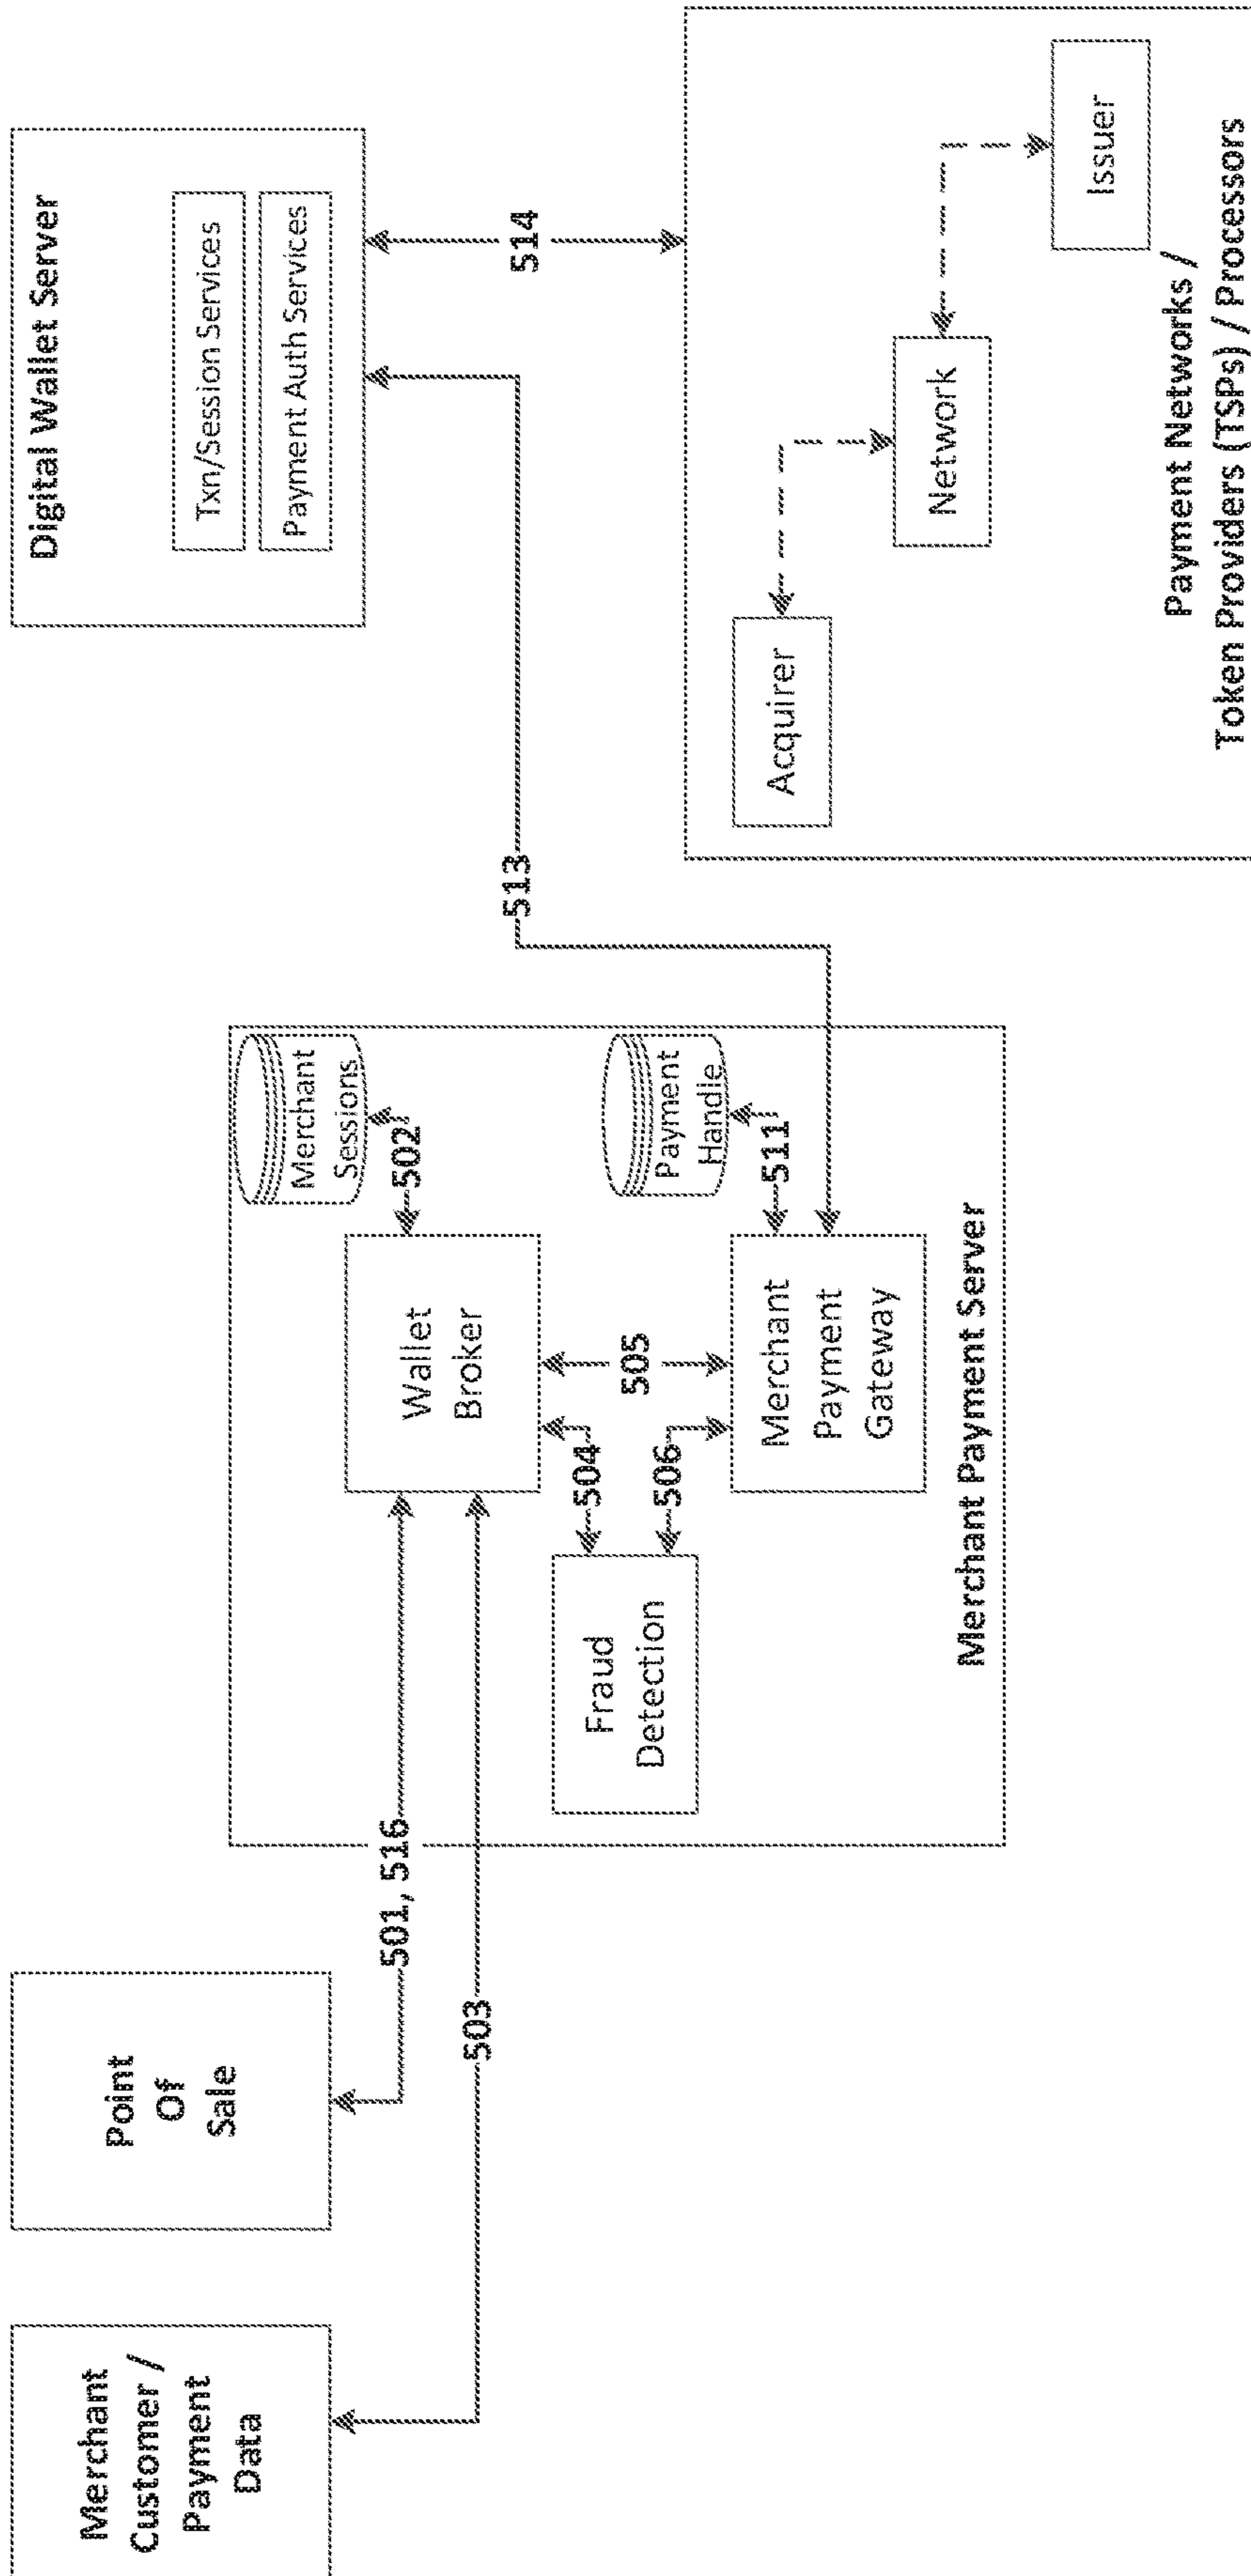 Merchant
Customer /
Payment
Data
Point
Of
Sale
501, 516
503
Merchant
Sessions
502
Wallet
Broker
504
505
506
Fraud
Detection
Payment
Handle
511
Merchant
Payment
Gateway
Merchant Payment Server
513
Digital Wallet Server
Txn/Session Services
Payment Auth Services
514
Acquirer
Network
Issuer
Payment Networks /
Token Providers (TSPs) / Processors